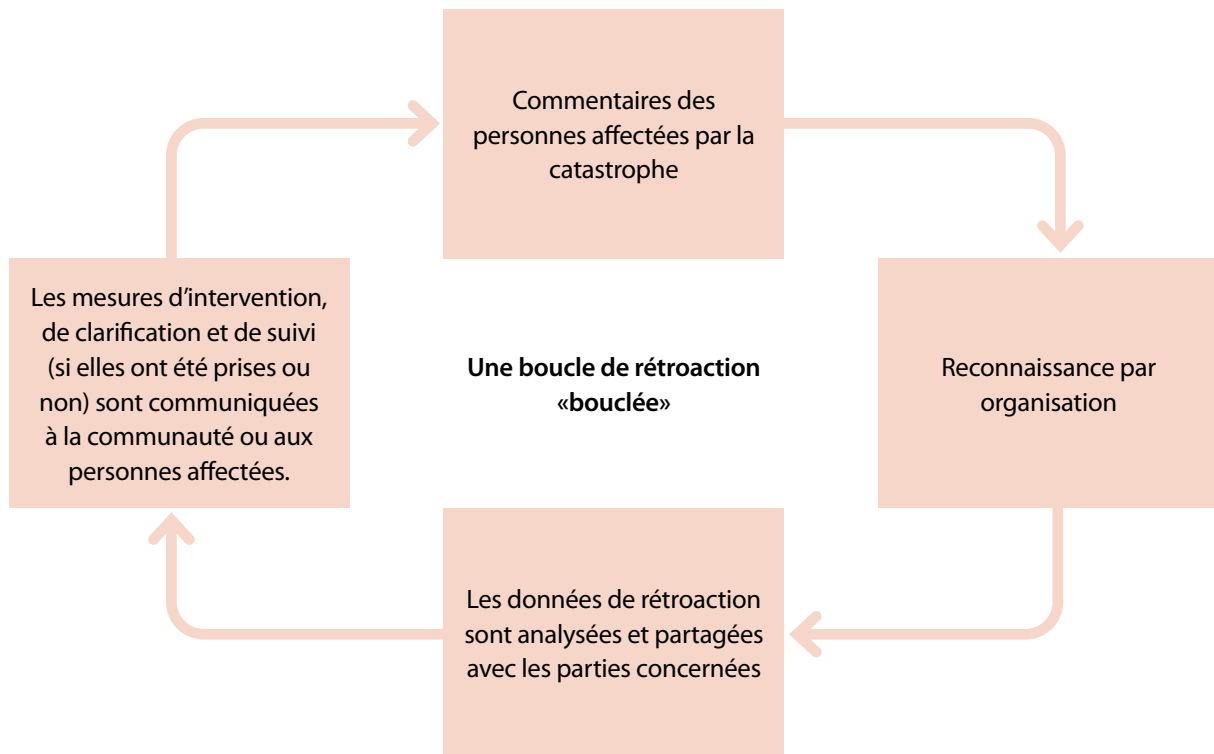 Commentaires des
personnes affectées par la
catastrophe
Les mesures d’intervention,
de clarification et de suivi
(si elles ont été prises ou
non) sont communiquées
à la communauté ou aux
personnes affectées.
Une boucle de rétroaction
«bouclée»
Reconnaissance par
organisation
Les données de rétroaction
sont analysées et partagées
avec les parties concernées